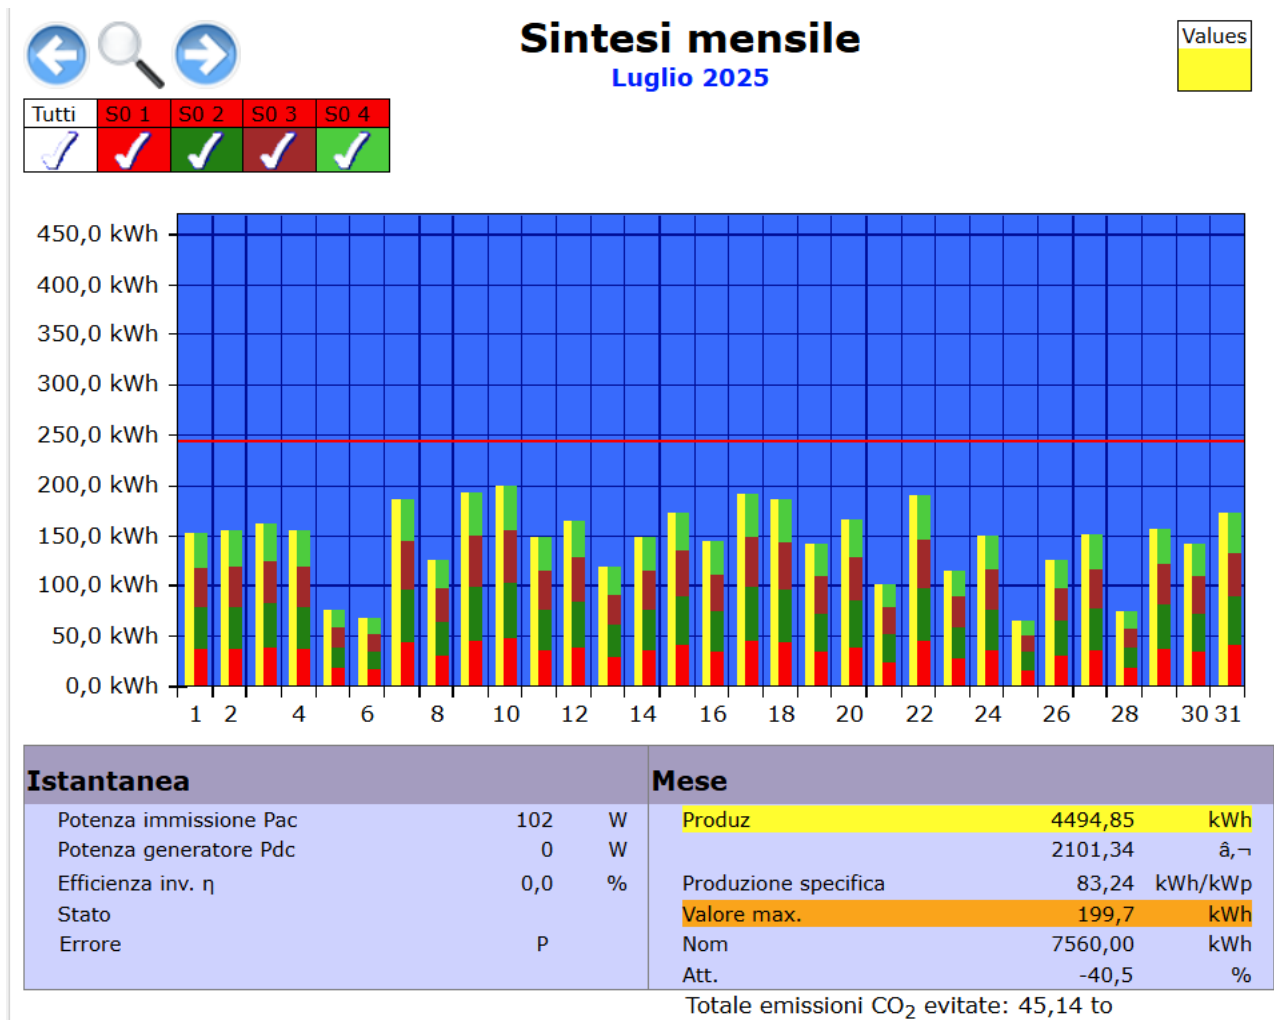 Sintesi mensile
Luglio 2025
Values
Tutti S0 1 S0 2 S0 3 S0 4
450,0 kWh
400,0 kWh
350,0 kWh
300,0 kWh
250,0 kWh
200,0 kWh
150,0 kWh
100,0 kWh
50,0 kWh
0,0 kWh
1 2 4 6 8 10 12 14 16 18 20 22 24 26 28 30 31
Istantanea
Potenza immissione Pac 102 W
Potenza generatore Pdc 0 W
Efficienza inv. η 0,0 %
Stato
Errore P
Mese
Produz 4494,85 kWh
2101,34 â‚¬
Produzione specifica 83,24 kWh/kWp
Valore max. 199,7 kWh
Nom 7560,00 kWh
Att. -40,5 %
Totale emissioni CO₂ evitate: 45,14 to